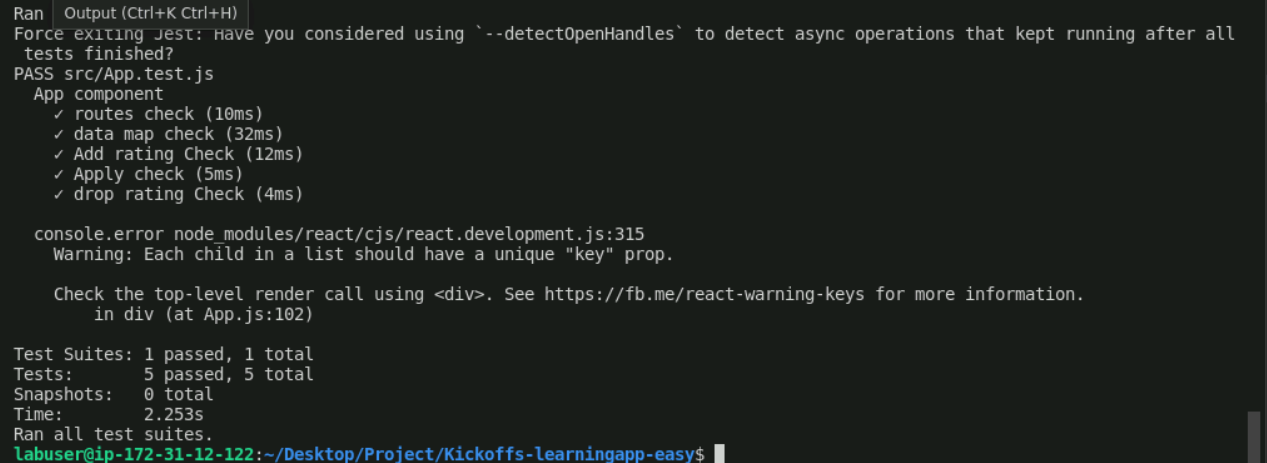 Ran
Output (Ctrl+K Ctrl+H)
Force exiting Jest: Have you considered using `--detectOpenHandles` to detect async operations that kept running after all
tests finished?
PASS src/App.test.js
App component
✓ routes check (10ms)
✓ data map check (32ms)
✓ Add rating Check (12ms)
✓ Apply check (5ms)
✓ drop rating Check (4ms)
console.error node_modules/react/cjs/react.development.js:315
Warning: Each child in a list should have a unique "key" prop.
Check the top-level render call using <div>. See https://fb.me/react-warning-keys for more information.
in div (at App.js:102)
Test Suites: 1 passed, 1 total
Tests:       5 passed, 5 total
Snapshots:   0 total
Time:        2.253s
Ran all test suites.
labuser@ip-172-31-12-122:~/Desktop/Project/Kickoffs-learningapp-easy$